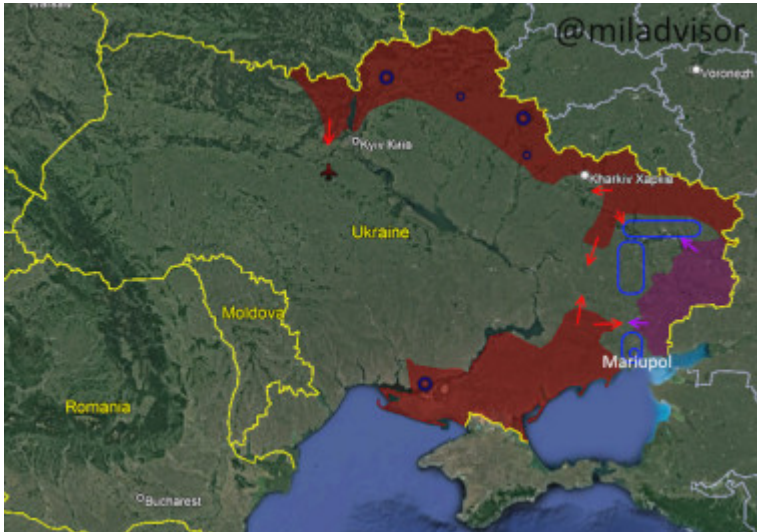 @miladvisor
Voronezh
Kyiv Київ
Kharkiv Харків
Ukraine
Moldova
Mariupol
Romania
Bucharest